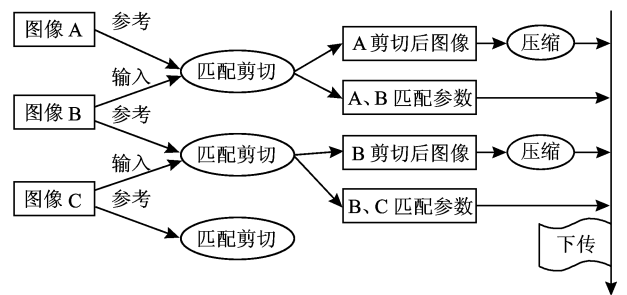 图像 A
参考
匹配剪切
A 剪切后图像
压缩
输入
A、B 匹配参数
图像 B
参考
匹配剪切
B 剪切后图像
压缩
输入
B、C 匹配参数
图像 C
参考
匹配剪切
下传